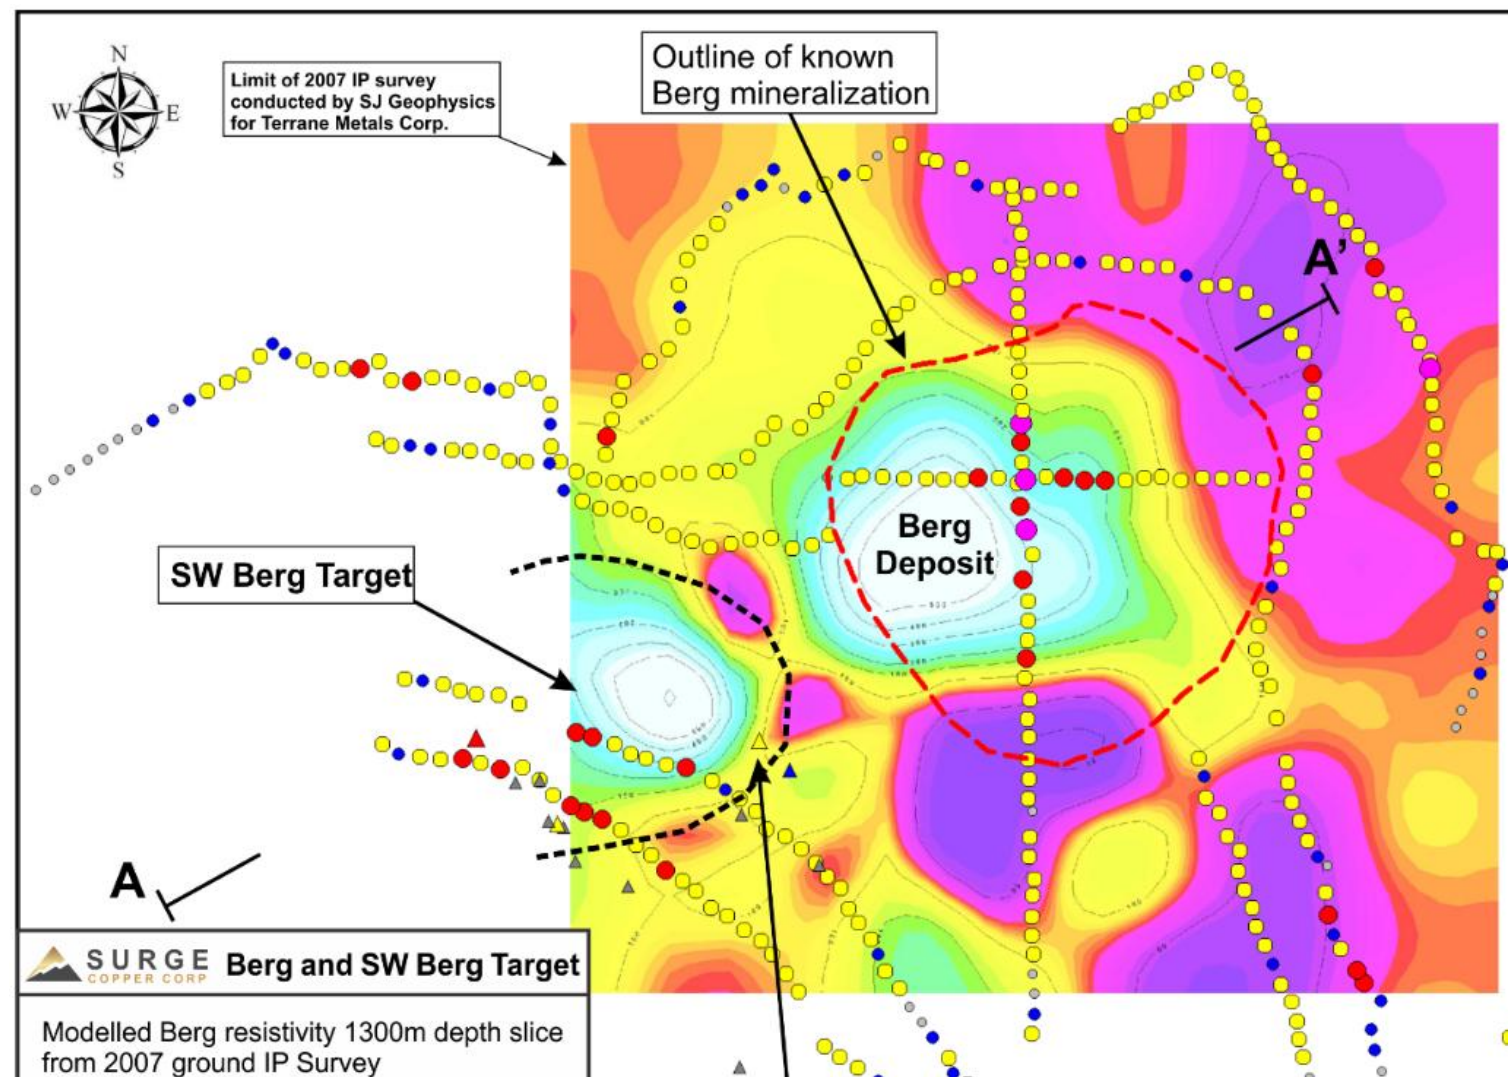 N
W E
S
Limit of 2007 IP survey
conducted by SJ Geophysics
for Terrane Metals Corp.
Outline of known
Berg mineralization
A’
Berg
Deposit
SW Berg Target
A
SURGE
COPPER CORP
Berg and SW Berg Target
Modelled Berg resistivity 1300m depth slice
from 2007 ground IP Survey